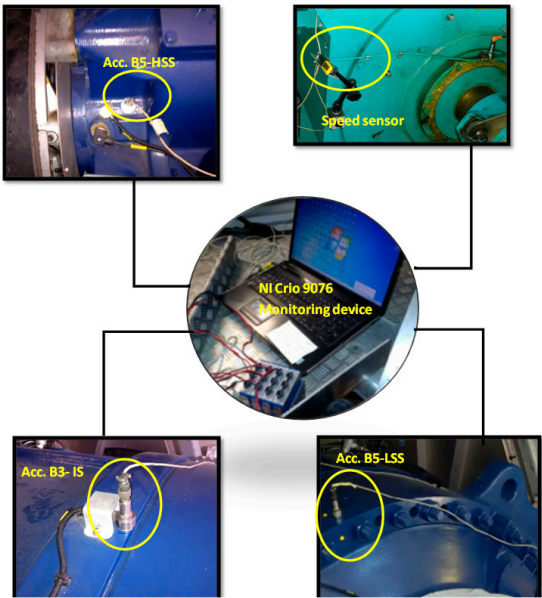 Acc. B5-HSS
Speed sensor
NI Crio 9076
Monitoring device
Acc. B3- IS
Acc. B5-LSS